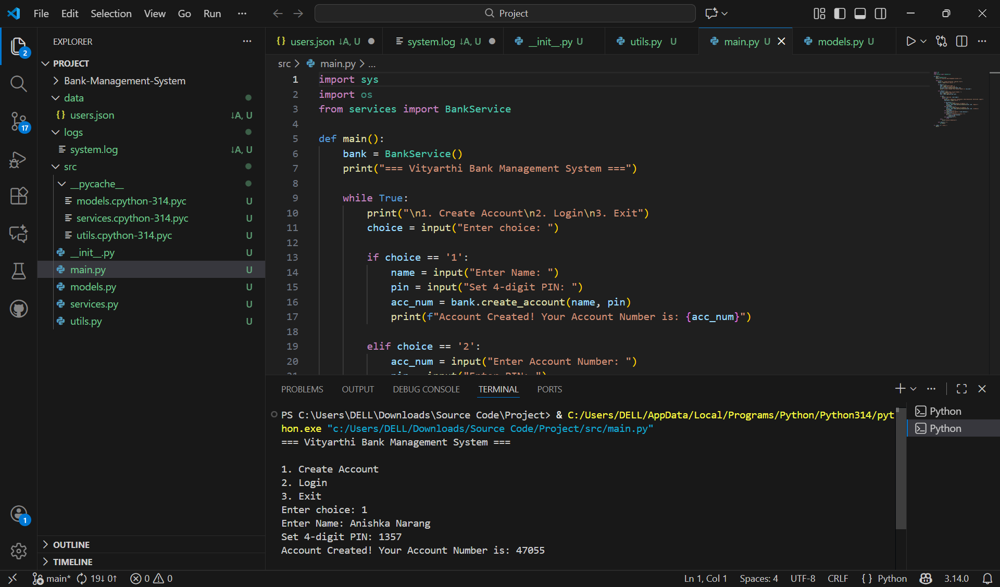 File Edit Selection View Go Run ···
Project
EXPLORER ···
PROJECT
Bank-Management-System
data
{} users.json ↓A, U
logs
system.log ↓A, U
src
__pycache__
models.cpython-314.pyc U
services.cpython-314.pyc U
utils.cpython-314.pyc U
__init__.py U
main.py U
models.py U
services.py U
utils.py U
OUTLINE
TIMELINE
2
17
1
{} users.json ↓A, U
system.log ↓A, U
__init__.py U
utils.py U
main.py U
models.py U
src > main.py > ...
1 import sys
2 import os
3 from services import BankService
4
5 def main():
6 bank = BankService()
7 print("=== Vityarthi Bank Management System ===")
8
9 while True:
10 print("\n1. Create Account\n2. Login\n3. Exit")
11 choice = input("Enter choice: ")
12
13 if choice == '1':
14 name = input("Enter Name: ")
15 pin = input("Set 4-digit PIN: ")
16 acc_num = bank.create_account(name, pin)
17 print(f"Account Created! Your Account Number is: {acc_num}")
18
19 elif choice == '2':
20 acc_num = input("Enter Account Number: ")
21 pin = input("Enter PIN: ")
PROBLEMS OUTPUT DEBUG CONSOLE TERMINAL PORTS
PS C:\Users\DELL\Downloads\Source Code\Project> & C:/Users/DELL/AppData/Local/Programs/Python/Python314/pyt
hon.exe "c:/Users/DELL/Downloads/Source Code/Project/src/main.py"
=== Vityarthi Bank Management System ===
1. Create Account
2. Login
3. Exit
Enter choice: 1
Enter Name: Anishka Narang
Set 4-digit PIN: 1357
Account Created! Your Account Number is: 47055
Python
Python
main* 19↓ 0↑ 0 0
Ln 1, Col 1 Spaces: 4 UTF-8 CRLF {} Python 3.14.0